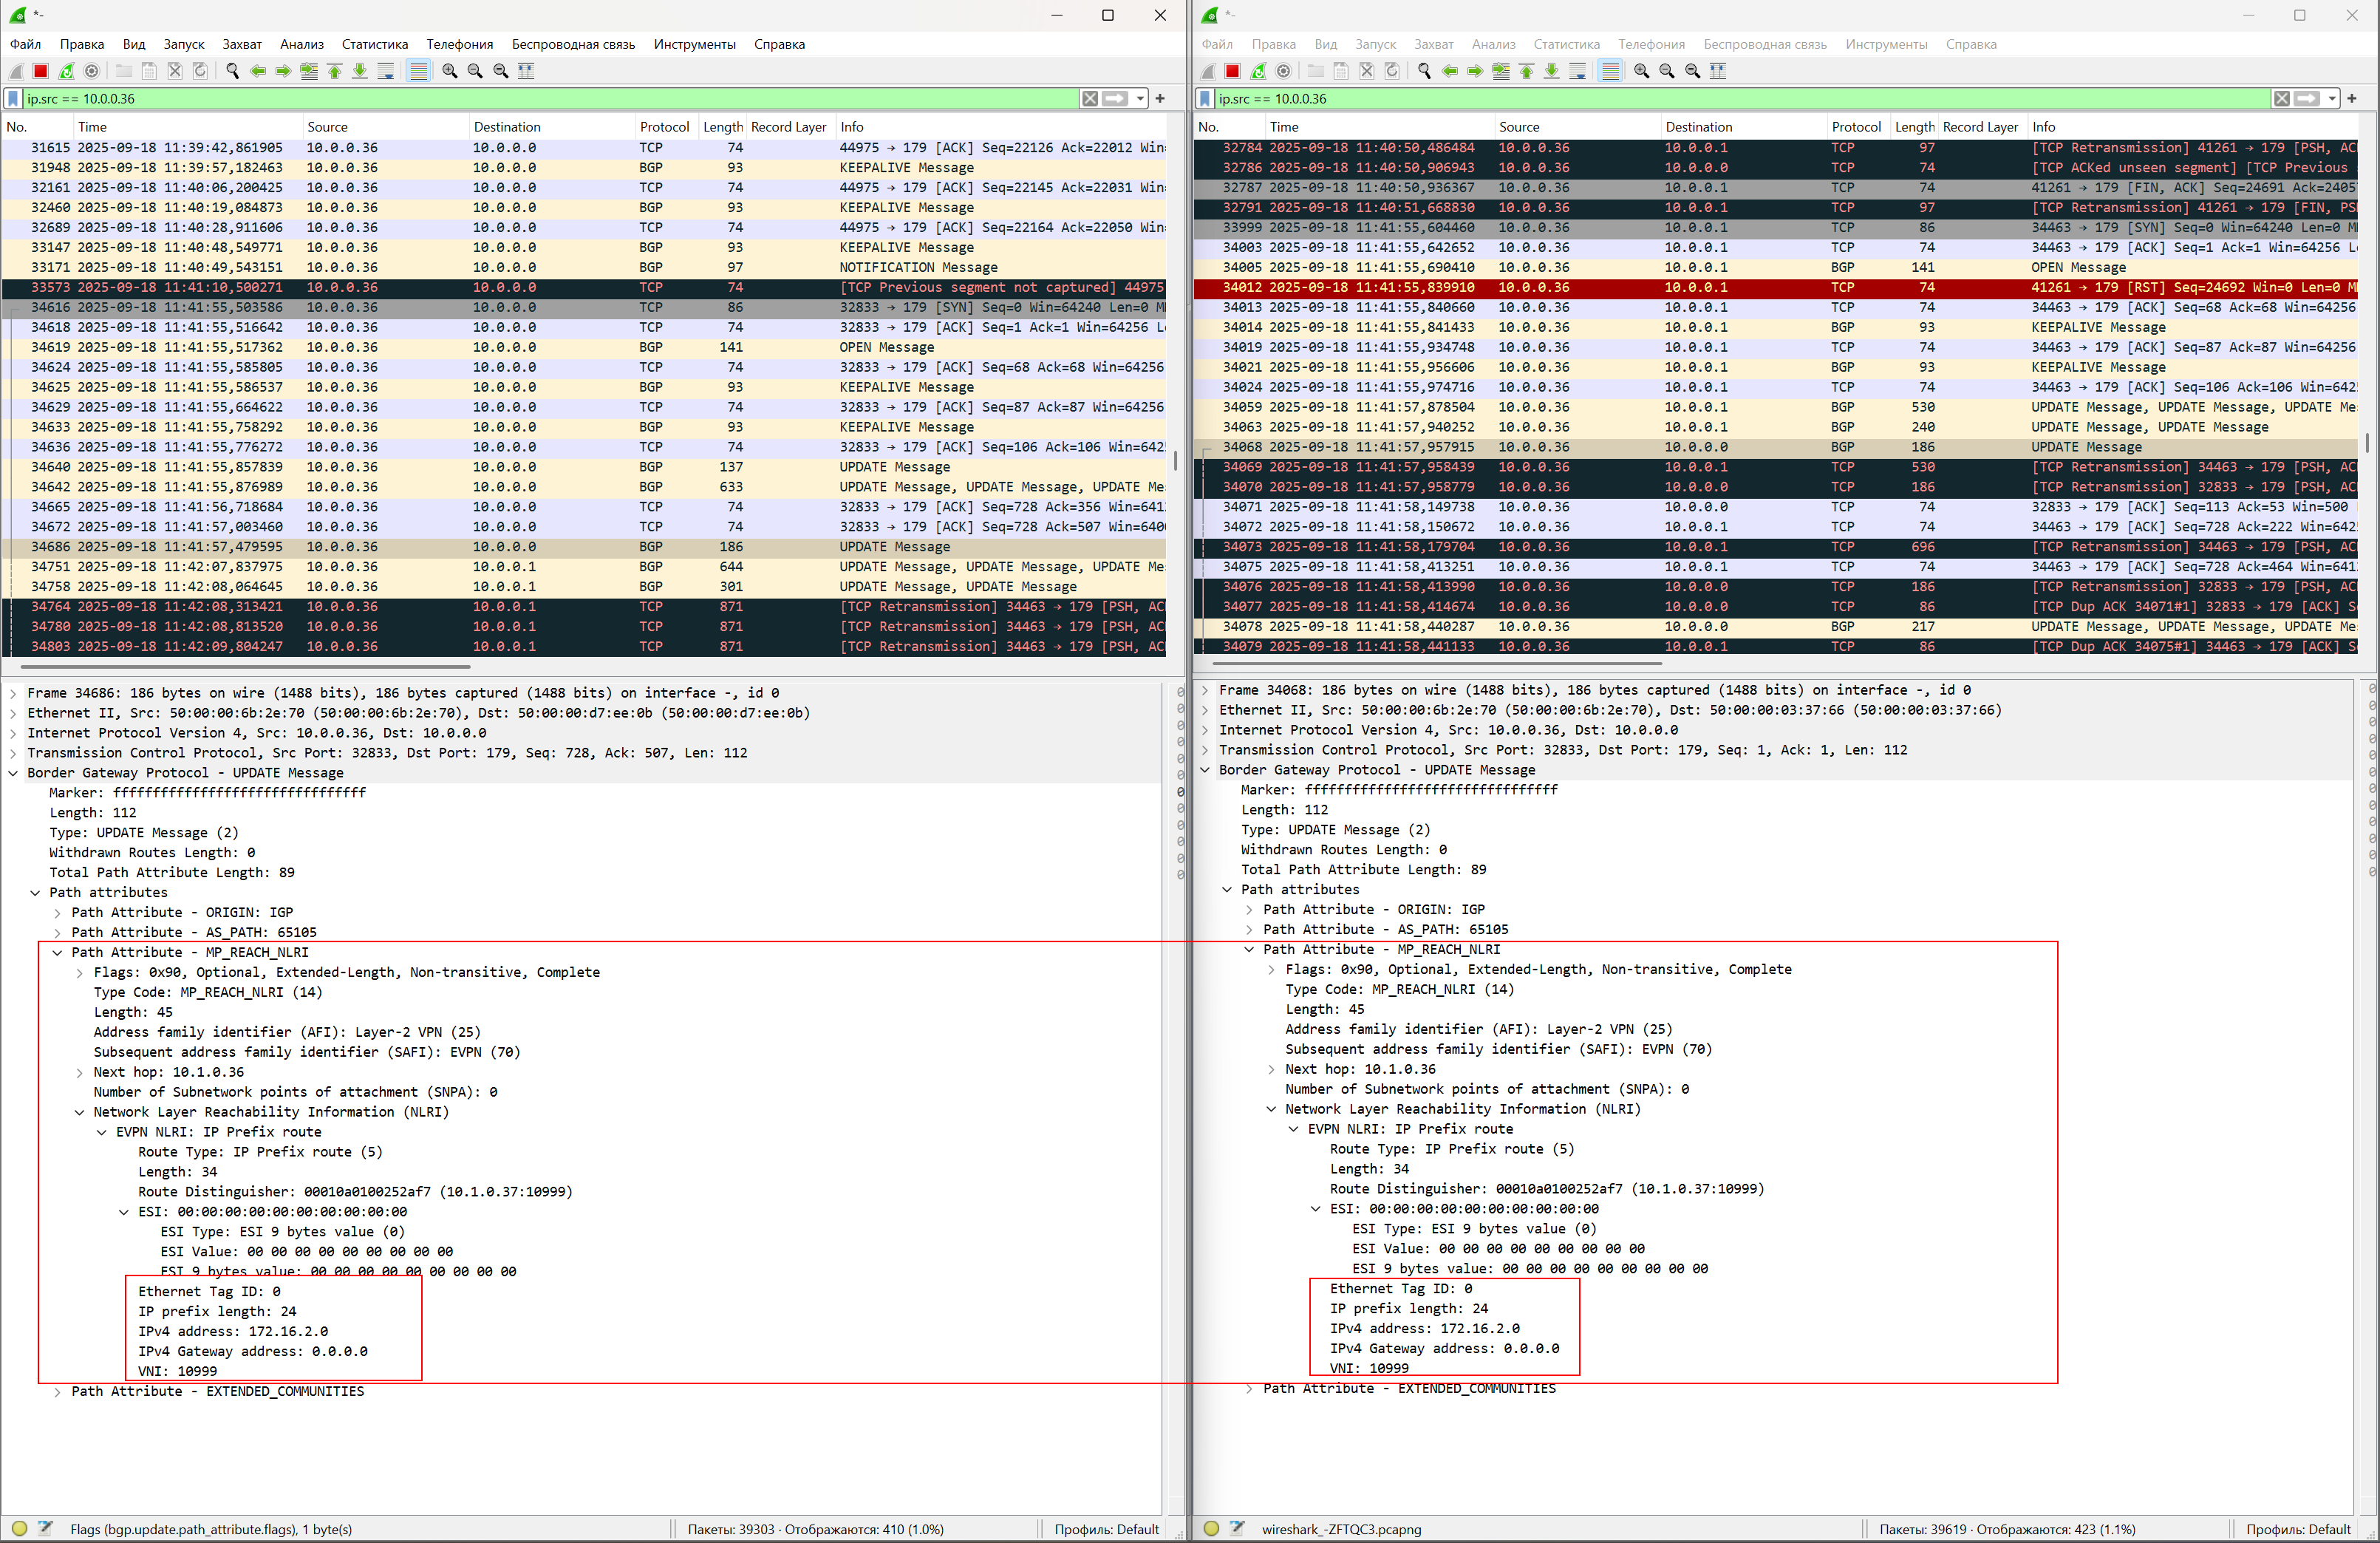 *-
Файл Правка Вид Запуск Захват Анализ Статистика Телефония Беспроводная связь Инструменты Справка
ip.src == 10.0.0.36
No. Time Source Destination Protocol Length Record Layer Info
31615 2025-09-18 11:39:42,861905 10.0.0.36 10.0.0.0 TCP 74 44975 → 179 [ACK] Seq=22126 Ack=22012 Win=
31948 2025-09-18 11:39:57,182463 10.0.0.36 10.0.0.0 BGP 93 KEEPALIVE Message
32161 2025-09-18 11:40:06,200425 10.0.0.36 10.0.0.0 TCP 74 44975 → 179 [ACK] Seq=22145 Ack=22031 Win=
32460 2025-09-18 11:40:19,084873 10.0.0.36 10.0.0.0 BGP 93 KEEPALIVE Message
32689 2025-09-18 11:40:28,911606 10.0.0.36 10.0.0.0 TCP 74 44975 → 179 [ACK] Seq=22164 Ack=22050 Win=
33147 2025-09-18 11:40:48,549771 10.0.0.36 10.0.0.0 BGP 93 KEEPALIVE Message
33171 2025-09-18 11:40:49,543151 10.0.0.36 10.0.0.0 BGP 97 NOTIFICATION Message
33573 2025-09-18 11:41:10,500271 10.0.0.36 10.0.0.0 TCP 74 [TCP Previous segment not captured] 44975
34616 2025-09-18 11:41:55,503586 10.0.0.36 10.0.0.0 TCP 86 32833 → 179 [SYN] Seq=0 Win=64240 Len=0 M
34618 2025-09-18 11:41:55,516642 10.0.0.36 10.0.0.0 TCP 74 32833 → 179 [ACK] Seq=1 Ack=1 Win=64256 L
34619 2025-09-18 11:41:55,517362 10.0.0.36 10.0.0.0 BGP 141 OPEN Message
34624 2025-09-18 11:41:55,585805 10.0.0.36 10.0.0.0 TCP 74 32833 → 179 [ACK] Seq=68 Ack=68 Win=64256
34625 2025-09-18 11:41:55,586537 10.0.0.36 10.0.0.0 BGP 93 KEEPALIVE Message
34629 2025-09-18 11:41:55,664622 10.0.0.36 10.0.0.0 TCP 74 32833 → 179 [ACK] Seq=87 Ack=87 Win=64256
34633 2025-09-18 11:41:55,758292 10.0.0.36 10.0.0.0 BGP 93 KEEPALIVE Message
34636 2025-09-18 11:41:55,776272 10.0.0.36 10.0.0.0 TCP 74 32833 → 179 [ACK] Seq=106 Ack=106 Win=642
34640 2025-09-18 11:41:55,857839 10.0.0.36 10.0.0.0 BGP 137 UPDATE Message
34642 2025-09-18 11:41:55,876989 10.0.0.36 10.0.0.0 BGP 633 UPDATE Message, UPDATE Message, UPDATE Me
34665 2025-09-18 11:41:56,718684 10.0.0.36 10.0.0.0 TCP 74 32833 → 179 [ACK] Seq=728 Ack=356 Win=641
34672 2025-09-18 11:41:57,003460 10.0.0.36 10.0.0.0 TCP 74 32833 → 179 [ACK] Seq=728 Ack=507 Win=640
34686 2025-09-18 11:41:57,479595 10.0.0.36 10.0.0.0 BGP 186 UPDATE Message
34751 2025-09-18 11:42:07,837975 10.0.0.36 10.0.0.1 BGP 644 UPDATE Message, UPDATE Message, UPDATE Me
34758 2025-09-18 11:42:08,064645 10.0.0.36 10.0.0.1 BGP 301 UPDATE Message, UPDATE Message
34764 2025-09-18 11:42:08,313421 10.0.0.36 10.0.0.1 TCP 871 [TCP Retransmission] 34463 → 179 [PSH, AC
34780 2025-09-18 11:42:08,813520 10.0.0.36 10.0.0.1 TCP 871 [TCP Retransmission] 34463 → 179 [PSH, AC
34803 2025-09-18 11:42:09,804247 10.0.0.36 10.0.0.1 TCP 871 [TCP Retransmission] 34463 → 179 [PSH, AC
Frame 34686: 186 bytes on wire (1488 bits), 186 bytes captured (1488 bits) on interface -, id 0
Ethernet II, Src: 50:00:00:6b:2e:70 (50:00:00:6b:2e:70), Dst: 50:00:00:d7:ee:0b (50:00:00:d7:ee:0b)
Internet Protocol Version 4, Src: 10.0.0.36, Dst: 10.0.0.0
Transmission Control Protocol, Src Port: 32833, Dst Port: 179, Seq: 728, Ack: 507, Len: 112
Border Gateway Protocol - UPDATE Message
Marker: ffffffffffffffffffffffffffffffff
Length: 112
Type: UPDATE Message (2)
Withdrawn Routes Length: 0
Total Path Attribute Length: 89
Path attributes
Path Attribute - ORIGIN: IGP
Path Attribute - AS_PATH: 65105
Path Attribute - MP_REACH_NLRI
Flags: 0x90, Optional, Extended-Length, Non-transitive, Complete
Type Code: MP_REACH_NLRI (14)
Length: 45
Address family identifier (AFI): Layer-2 VPN (25)
Subsequent address family identifier (SAFI): EVPN (70)
Next hop: 10.1.0.36
Number of Subnetwork points of attachment (SNPA): 0
Network Layer Reachability Information (NLRI)
EVPN NLRI: IP Prefix route
Route Type: IP Prefix route (5)
Length: 34
Route Distinguisher: 00010a0100252af7 (10.1.0.37:10999)
ESI: 00:00:00:00:00:00:00:00:00:00
ESI Type: ESI 9 bytes value (0)
ESI Value: 00 00 00 00 00 00 00 00 00
ESI 9 bytes value: 00 00 00 00 00 00 00 00 00
Ethernet Tag ID: 0
IP prefix length: 24
IPv4 address: 172.16.2.0
IPv4 Gateway address: 0.0.0.0
VNI: 10999
Path Attribute - EXTENDED_COMMUNITIES
Flags (bgp.update.path_attribute.flags), 1 byte(s) Пакеты: 39303 · Отображаются: 410 (1.0%) Профиль: Default
*-
Файл Правка Вид Запуск Захват Анализ Статистика Телефония Беспроводная связь Инструменты Справка
ip.src == 10.0.0.36
No. Time Source Destination Protocol Length Record Layer Info
32784 2025-09-18 11:40:50,486484 10.0.0.36 10.0.0.1 TCP 97 [TCP Retransmission] 41261 → 179 [PSH, AC
32786 2025-09-18 11:40:50,906943 10.0.0.36 10.0.0.0 TCP 74 [TCP ACKed unseen segment] [TCP Previous
32787 2025-09-18 11:40:50,936367 10.0.0.36 10.0.0.1 TCP 74 41261 → 179 [FIN, ACK] Seq=24691 Ack=2405
32791 2025-09-18 11:40:51,668830 10.0.0.36 10.0.0.1 TCP 97 [TCP Retransmission] 41261 → 179 [FIN, PS
33999 2025-09-18 11:41:55,604460 10.0.0.36 10.0.0.1 TCP 86 34463 → 179 [SYN] Seq=0 Win=64240 Len=0 M
34003 2025-09-18 11:41:55,642652 10.0.0.36 10.0.0.1 TCP 74 34463 → 179 [ACK] Seq=1 Ack=1 Win=64256 L
34005 2025-09-18 11:41:55,690410 10.0.0.36 10.0.0.1 BGP 141 OPEN Message
34012 2025-09-18 11:41:55,839910 10.0.0.36 10.0.0.1 TCP 74 41261 → 179 [RST] Seq=24692 Win=0 Len=0 M
34013 2025-09-18 11:41:55,840660 10.0.0.36 10.0.0.1 TCP 74 34463 → 179 [ACK] Seq=68 Ack=68 Win=64256
34014 2025-09-18 11:41:55,841433 10.0.0.36 10.0.0.1 BGP 93 KEEPALIVE Message
34019 2025-09-18 11:41:55,934748 10.0.0.36 10.0.0.1 TCP 74 34463 → 179 [ACK] Seq=87 Ack=87 Win=64256
34021 2025-09-18 11:41:55,956606 10.0.0.36 10.0.0.1 BGP 93 KEEPALIVE Message
34024 2025-09-18 11:41:55,974716 10.0.0.36 10.0.0.1 TCP 74 34463 → 179 [ACK] Seq=106 Ack=106 Win=642
34059 2025-09-18 11:41:57,878504 10.0.0.36 10.0.0.1 BGP 530 UPDATE Message, UPDATE Message, UPDATE Me
34063 2025-09-18 11:41:57,940252 10.0.0.36 10.0.0.1 BGP 240 UPDATE Message, UPDATE Message
34068 2025-09-18 11:41:57,957915 10.0.0.36 10.0.0.0 BGP 186 UPDATE Message
34069 2025-09-18 11:41:57,958439 10.0.0.36 10.0.0.1 TCP 530 [TCP Retransmission] 34463 → 179 [PSH, AC
34070 2025-09-18 11:41:57,958779 10.0.0.36 10.0.0.0 TCP 186 [TCP Retransmission] 32833 → 179 [PSH, AC
34071 2025-09-18 11:41:58,149738 10.0.0.36 10.0.0.0 TCP 74 32833 → 179 [ACK] Seq=113 Ack=53 Win=500
34072 2025-09-18 11:41:58,150672 10.0.0.36 10.0.0.1 TCP 74 34463 → 179 [ACK] Seq=728 Ack=222 Win=642
34073 2025-09-18 11:41:58,179704 10.0.0.36 10.0.0.1 TCP 696 [TCP Retransmission] 34463 → 179 [PSH, AC
34075 2025-09-18 11:41:58,413251 10.0.0.36 10.0.0.1 TCP 74 34463 → 179 [ACK] Seq=728 Ack=464 Win=641
34076 2025-09-18 11:41:58,413990 10.0.0.36 10.0.0.0 TCP 186 [TCP Retransmission] 32833 → 179 [PSH, AC
34077 2025-09-18 11:41:58,414674 10.0.0.36 10.0.0.0 TCP 86 [TCP Dup ACK 34071#1] 32833 → 179 [ACK] S
34078 2025-09-18 11:41:58,440287 10.0.0.36 10.0.0.0 BGP 217 UPDATE Message, UPDATE Message, UPDATE Me
34079 2025-09-18 11:41:58,441133 10.0.0.36 10.0.0.1 TCP 86 [TCP Dup ACK 34075#1] 34463 → 179 [ACK] S
Frame 34068: 186 bytes on wire (1488 bits), 186 bytes captured (1488 bits) on interface -, id 0
Ethernet II, Src: 50:00:00:6b:2e:70 (50:00:00:6b:2e:70), Dst: 50:00:00:03:37:66 (50:00:00:03:37:66)
Internet Protocol Version 4, Src: 10.0.0.36, Dst: 10.0.0.0
Transmission Control Protocol, Src Port: 32833, Dst Port: 179, Seq: 1, Ack: 1, Len: 112
Border Gateway Protocol - UPDATE Message
Marker: ffffffffffffffffffffffffffffffff
Length: 112
Type: UPDATE Message (2)
Withdrawn Routes Length: 0
Total Path Attribute Length: 89
Path attributes
Path Attribute - ORIGIN: IGP
Path Attribute - AS_PATH: 65105
Path Attribute - MP_REACH_NLRI
Flags: 0x90, Optional, Extended-Length, Non-transitive, Complete
Type Code: MP_REACH_NLRI (14)
Length: 45
Address family identifier (AFI): Layer-2 VPN (25)
Subsequent address family identifier (SAFI): EVPN (70)
Next hop: 10.1.0.36
Number of Subnetwork points of attachment (SNPA): 0
Network Layer Reachability Information (NLRI)
EVPN NLRI: IP Prefix route
Route Type: IP Prefix route (5)
Length: 34
Route Distinguisher: 00010a0100252af7 (10.1.0.37:10999)
ESI: 00:00:00:00:00:00:00:00:00:00
ESI Type: ESI 9 bytes value (0)
ESI Value: 00 00 00 00 00 00 00 00 00
ESI 9 bytes value: 00 00 00 00 00 00 00 00 00
Ethernet Tag ID: 0
IP prefix length: 24
IPv4 address: 172.16.2.0
IPv4 Gateway address: 0.0.0.0
VNI: 10999
Path Attribute - EXTENDED_COMMUNITIES
wireshark_-ZFTQC3.pcapng Пакеты: 39619 · Отображаются: 423 (1.1%) Профиль: Default